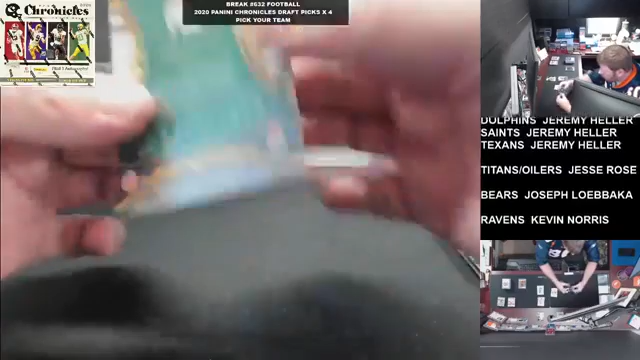 BREAK #632 FOOTBALL
2020 PANINI CHRONICLES DRAFT PICKS X 4
PICK YOUR TEAM
Chronicles
DOLPHINS JEREMY HELLER
SAINTS JEREMY HELLER
TEXANS JEREMY HELLER
TITANS/OILERS JESSE ROSE
BEARS JOSEPH LOEBBAKA
RAVENS KEVIN NORRIS